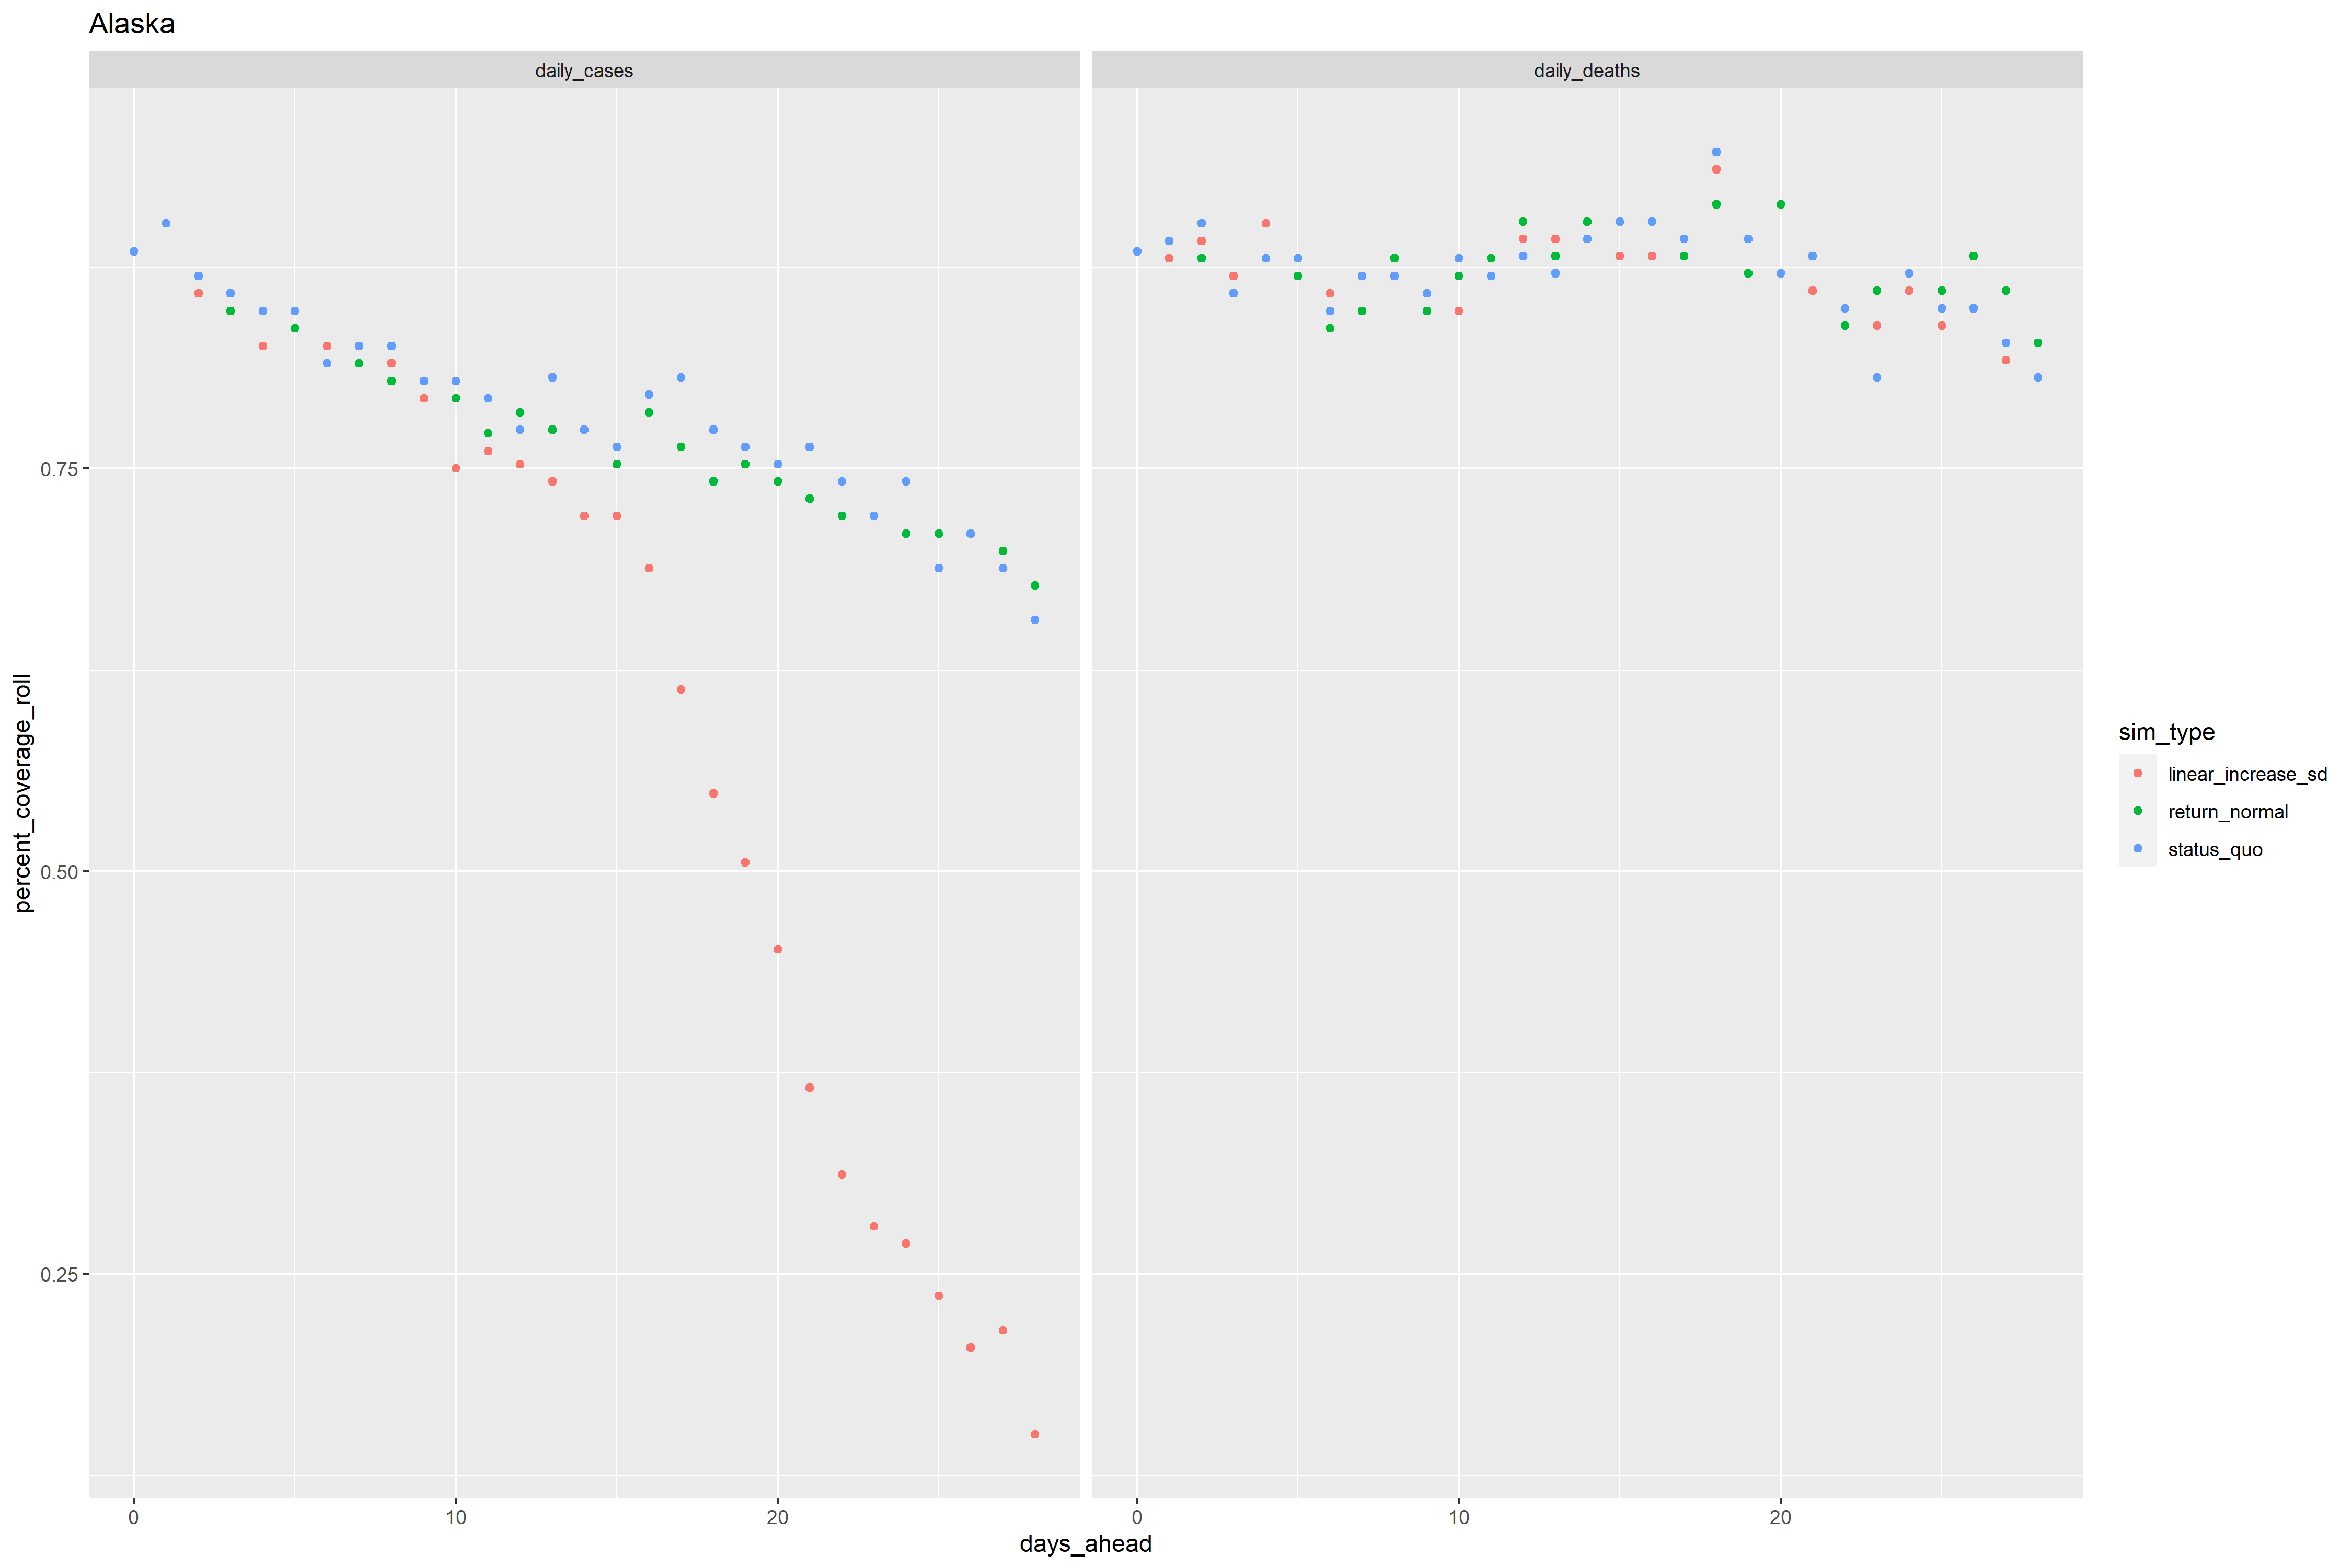 Alaska
daily_cases
daily_deaths
percent_coverage_roll
0.75
0.50
0.25
0
10
20
0
10
20
days_ahead
sim_type
linear_increase_sd
return_normal
status_quo